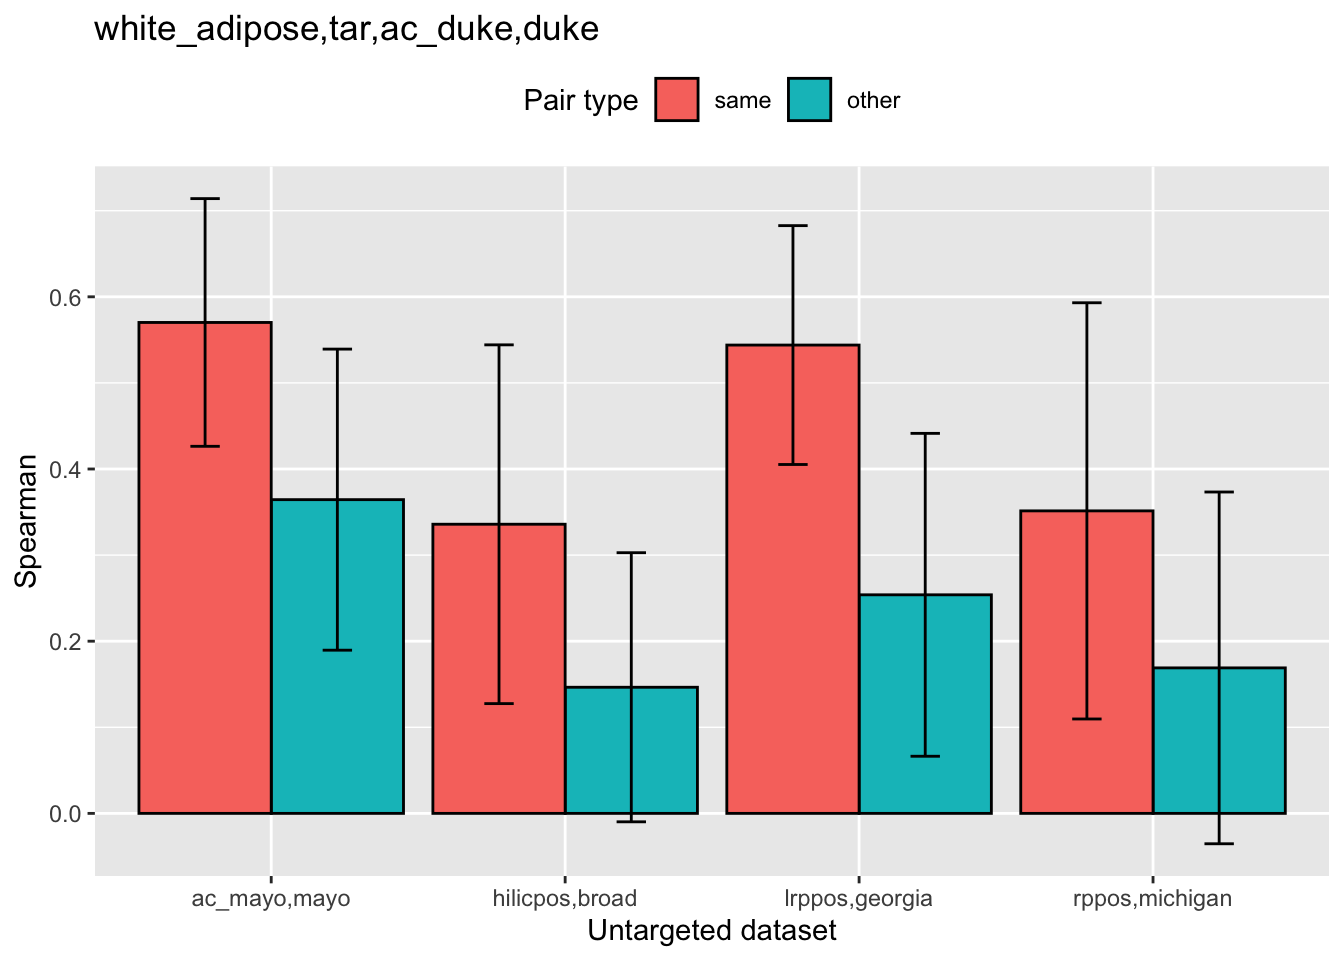 white_adipose,tar,ac_duke,duke
Pair type same other
Spearman
0.6
0.4
0.2
0.0
ac_mayo,mayo hilicpos,broad lrppos,georgia rppos,michigan
Untargeted dataset